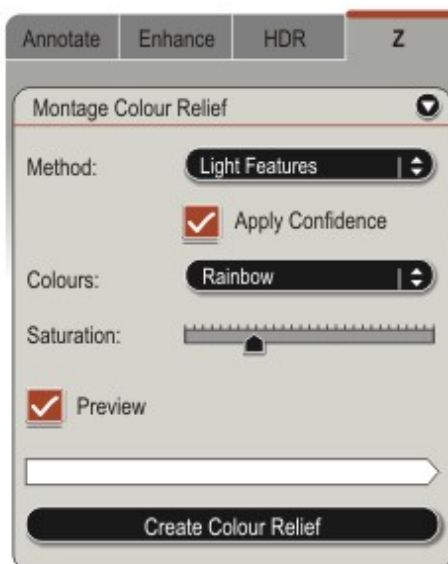 Annotate Enhance HDR Z
Montage Colour Relief
Method: Light Features
Apply Confidence
Colours: Rainbow
Saturation:
Preview
Create Colour Relief